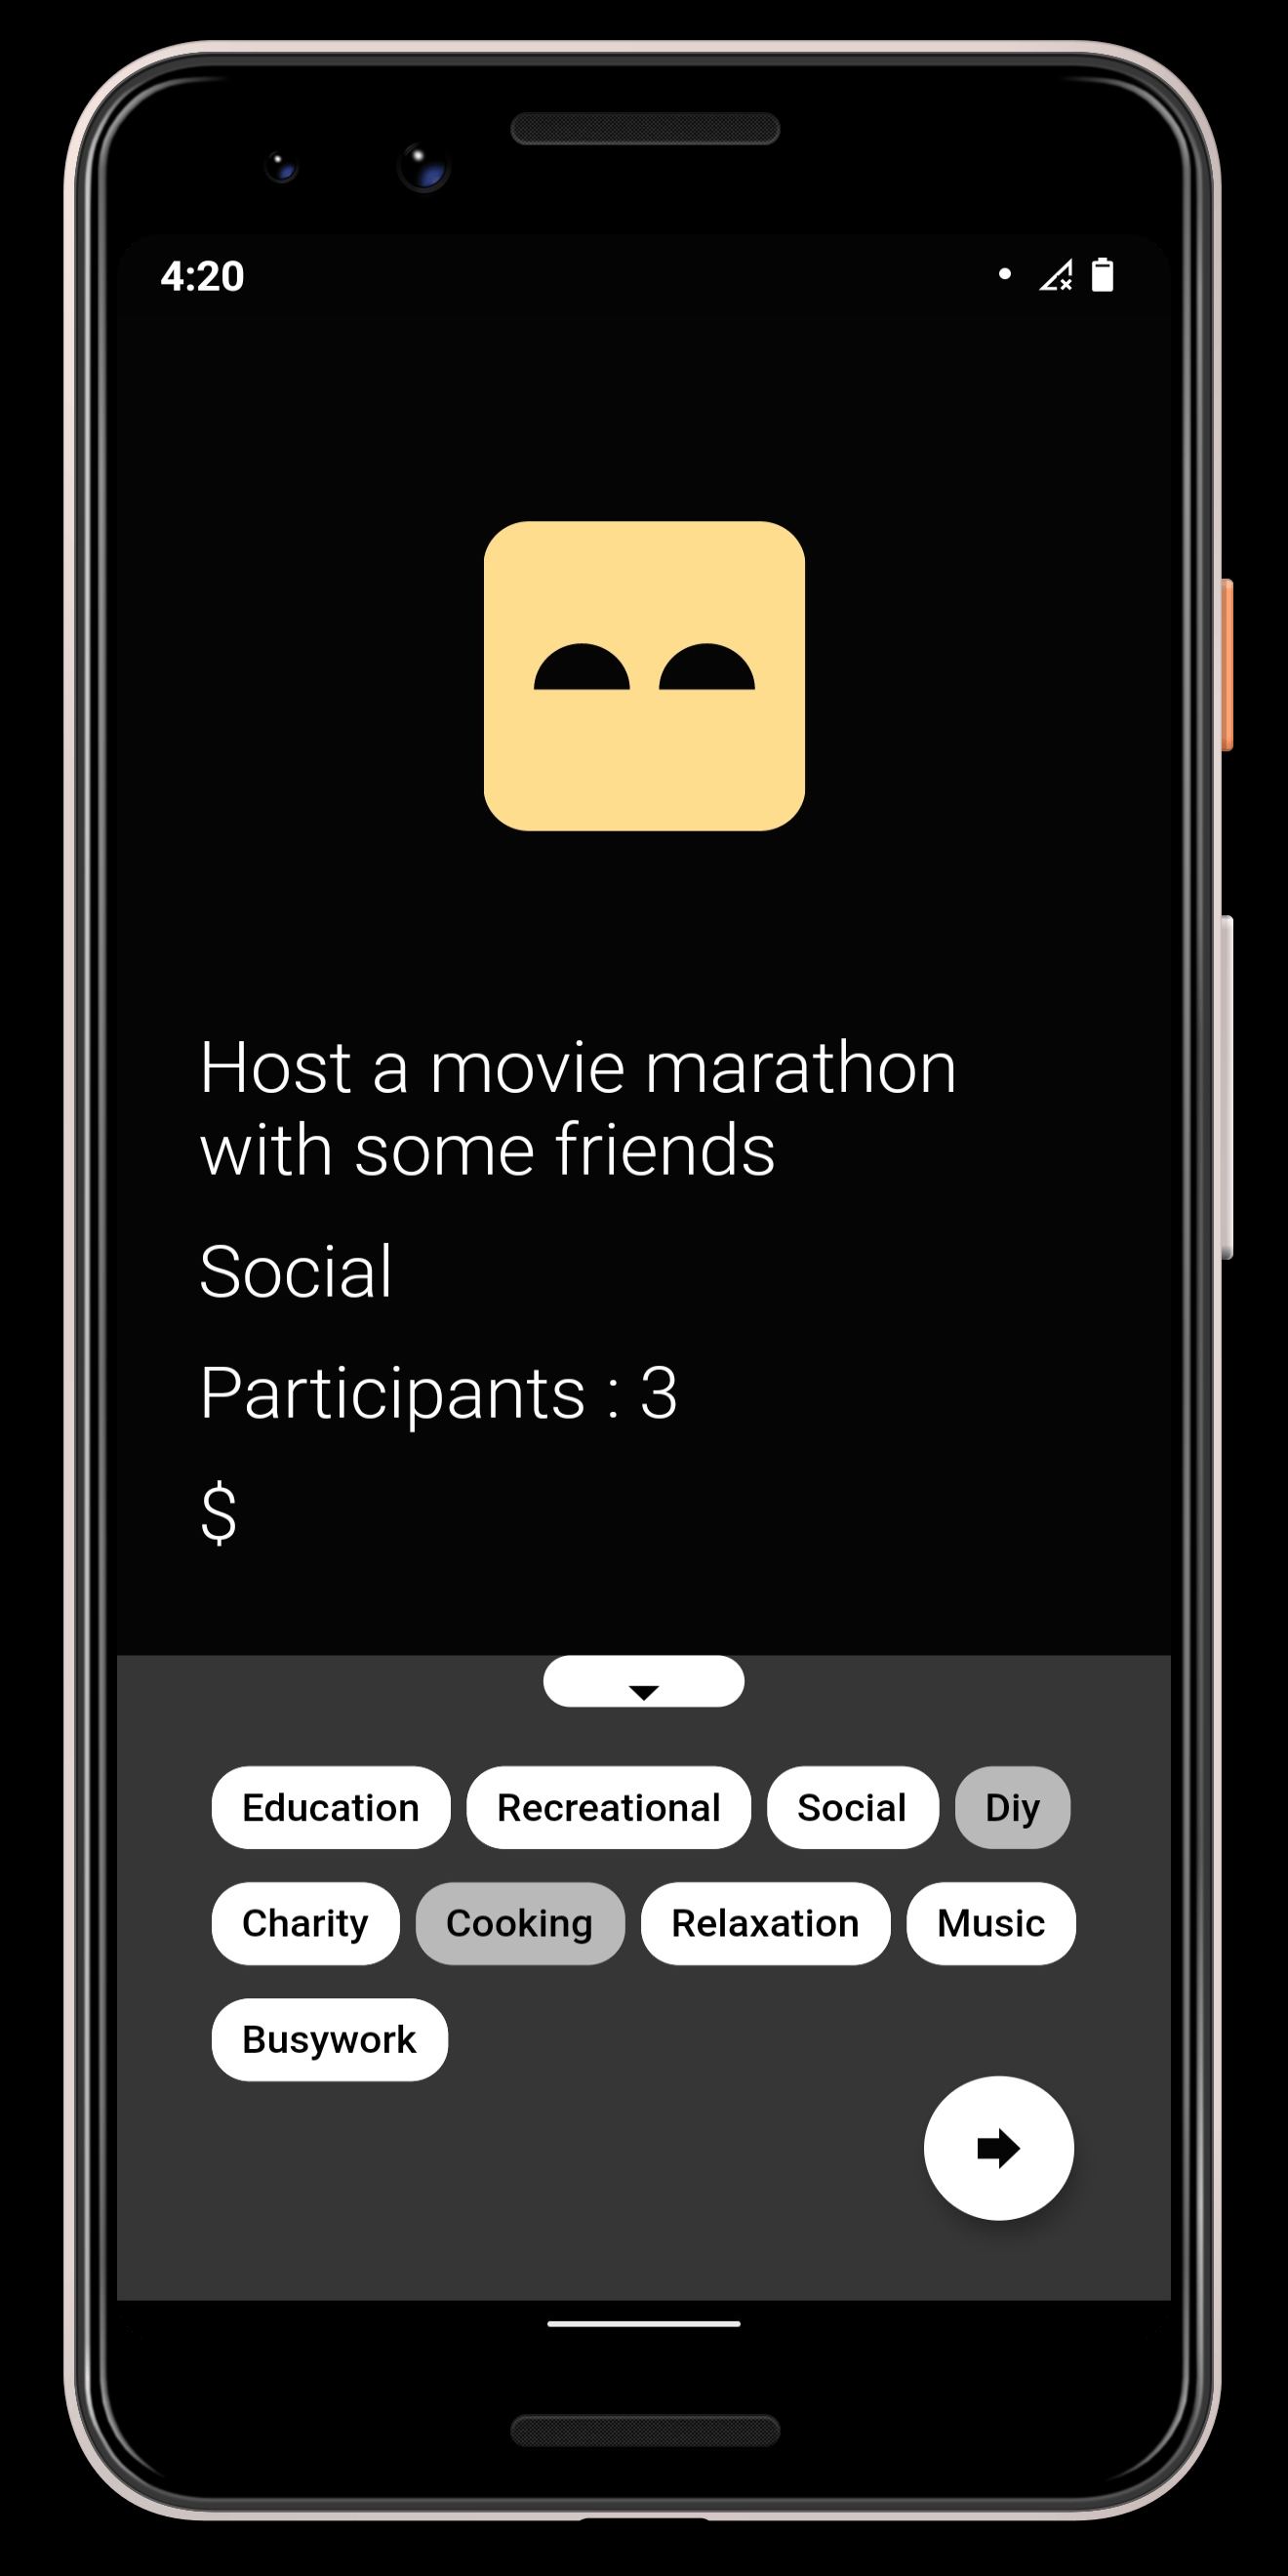 4:20
Host a movie marathon
with some friends
Social
Participants : 3
$
Education Recreational Social Diy
Charity Cooking Relaxation Music
Busywork